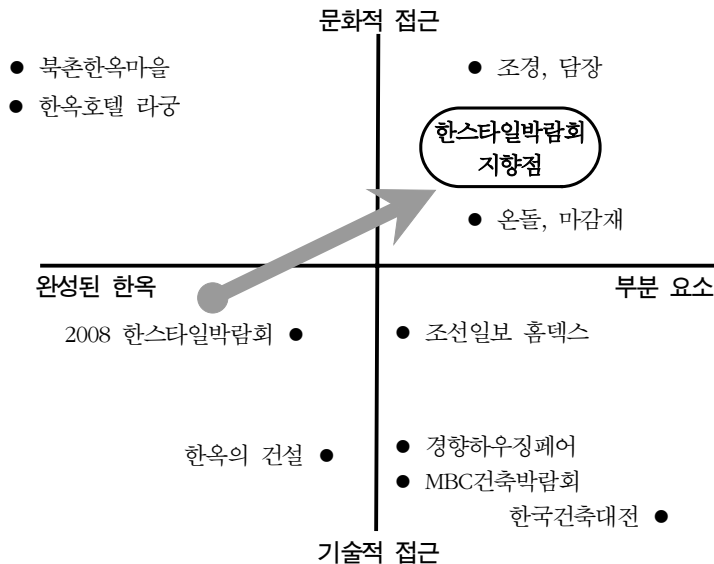 문화적 접근
● 북촌한옥마을
● 조경, 담장
● 한옥호텔 라궁
한스타일박람회
지향점
● 온돌, 마감재
완성된 한옥
부분 요소
2008 한스타일박람회 ●
● 조선일보 홈덱스
한옥의 건설 ●
● 경향하우징페어
● MBC건축박람회
한국건축대전 ●
기술적 접근